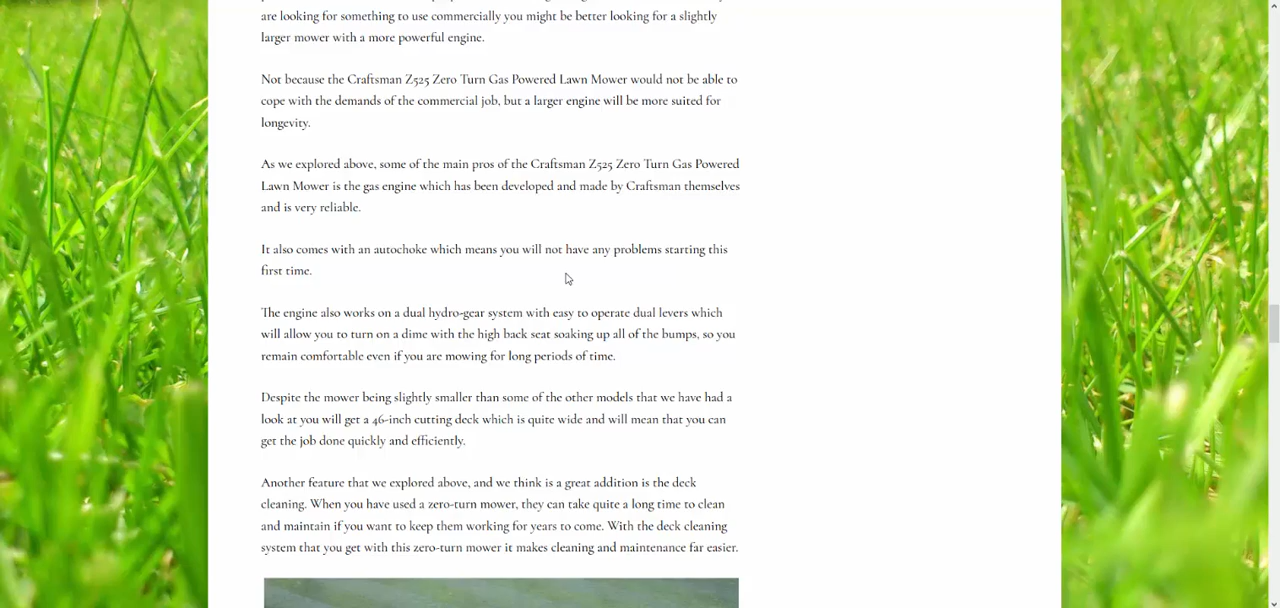 are looking for something to use commercially you might be better looking for a slightly
larger mower with a more powerful engine.
Not because the Craftsman Z525 Zero Turn Gas Powered Lawn Mower would not be able to
cope with the demands of the commercial job, but a larger engine will be more suited for
longevity.
As we explored above, some of the main pros of the Craftsman Z525 Zero Turn Gas Powered
Lawn Mower is the gas engine which has been developed and made by Craftsman themselves
and is very reliable.
It also comes with an autochoke which means you will not have any problems starting this
first time.
The engine also works on a dual hydro-gear system with easy to operate dual levers which
will allow you to turn on a dime with the high back seat soaking up all of the bumps, so you
remain comfortable even if you are mowing for long periods of time.
Despite the mower being slightly smaller than some of the other models that we have had a
look at you will get a 46-inch cutting deck which is quite wide and will mean that you can
get the job done quickly and efficiently.
Another feature that we explored above, and we think is a great addition is the deck
cleaning. When you have used a zero-turn mower, they can take quite a long time to clean
and maintain if you want to keep them working for years to come. With the deck cleaning
system that you get with this zero-turn mower it makes cleaning and maintenance far easier.